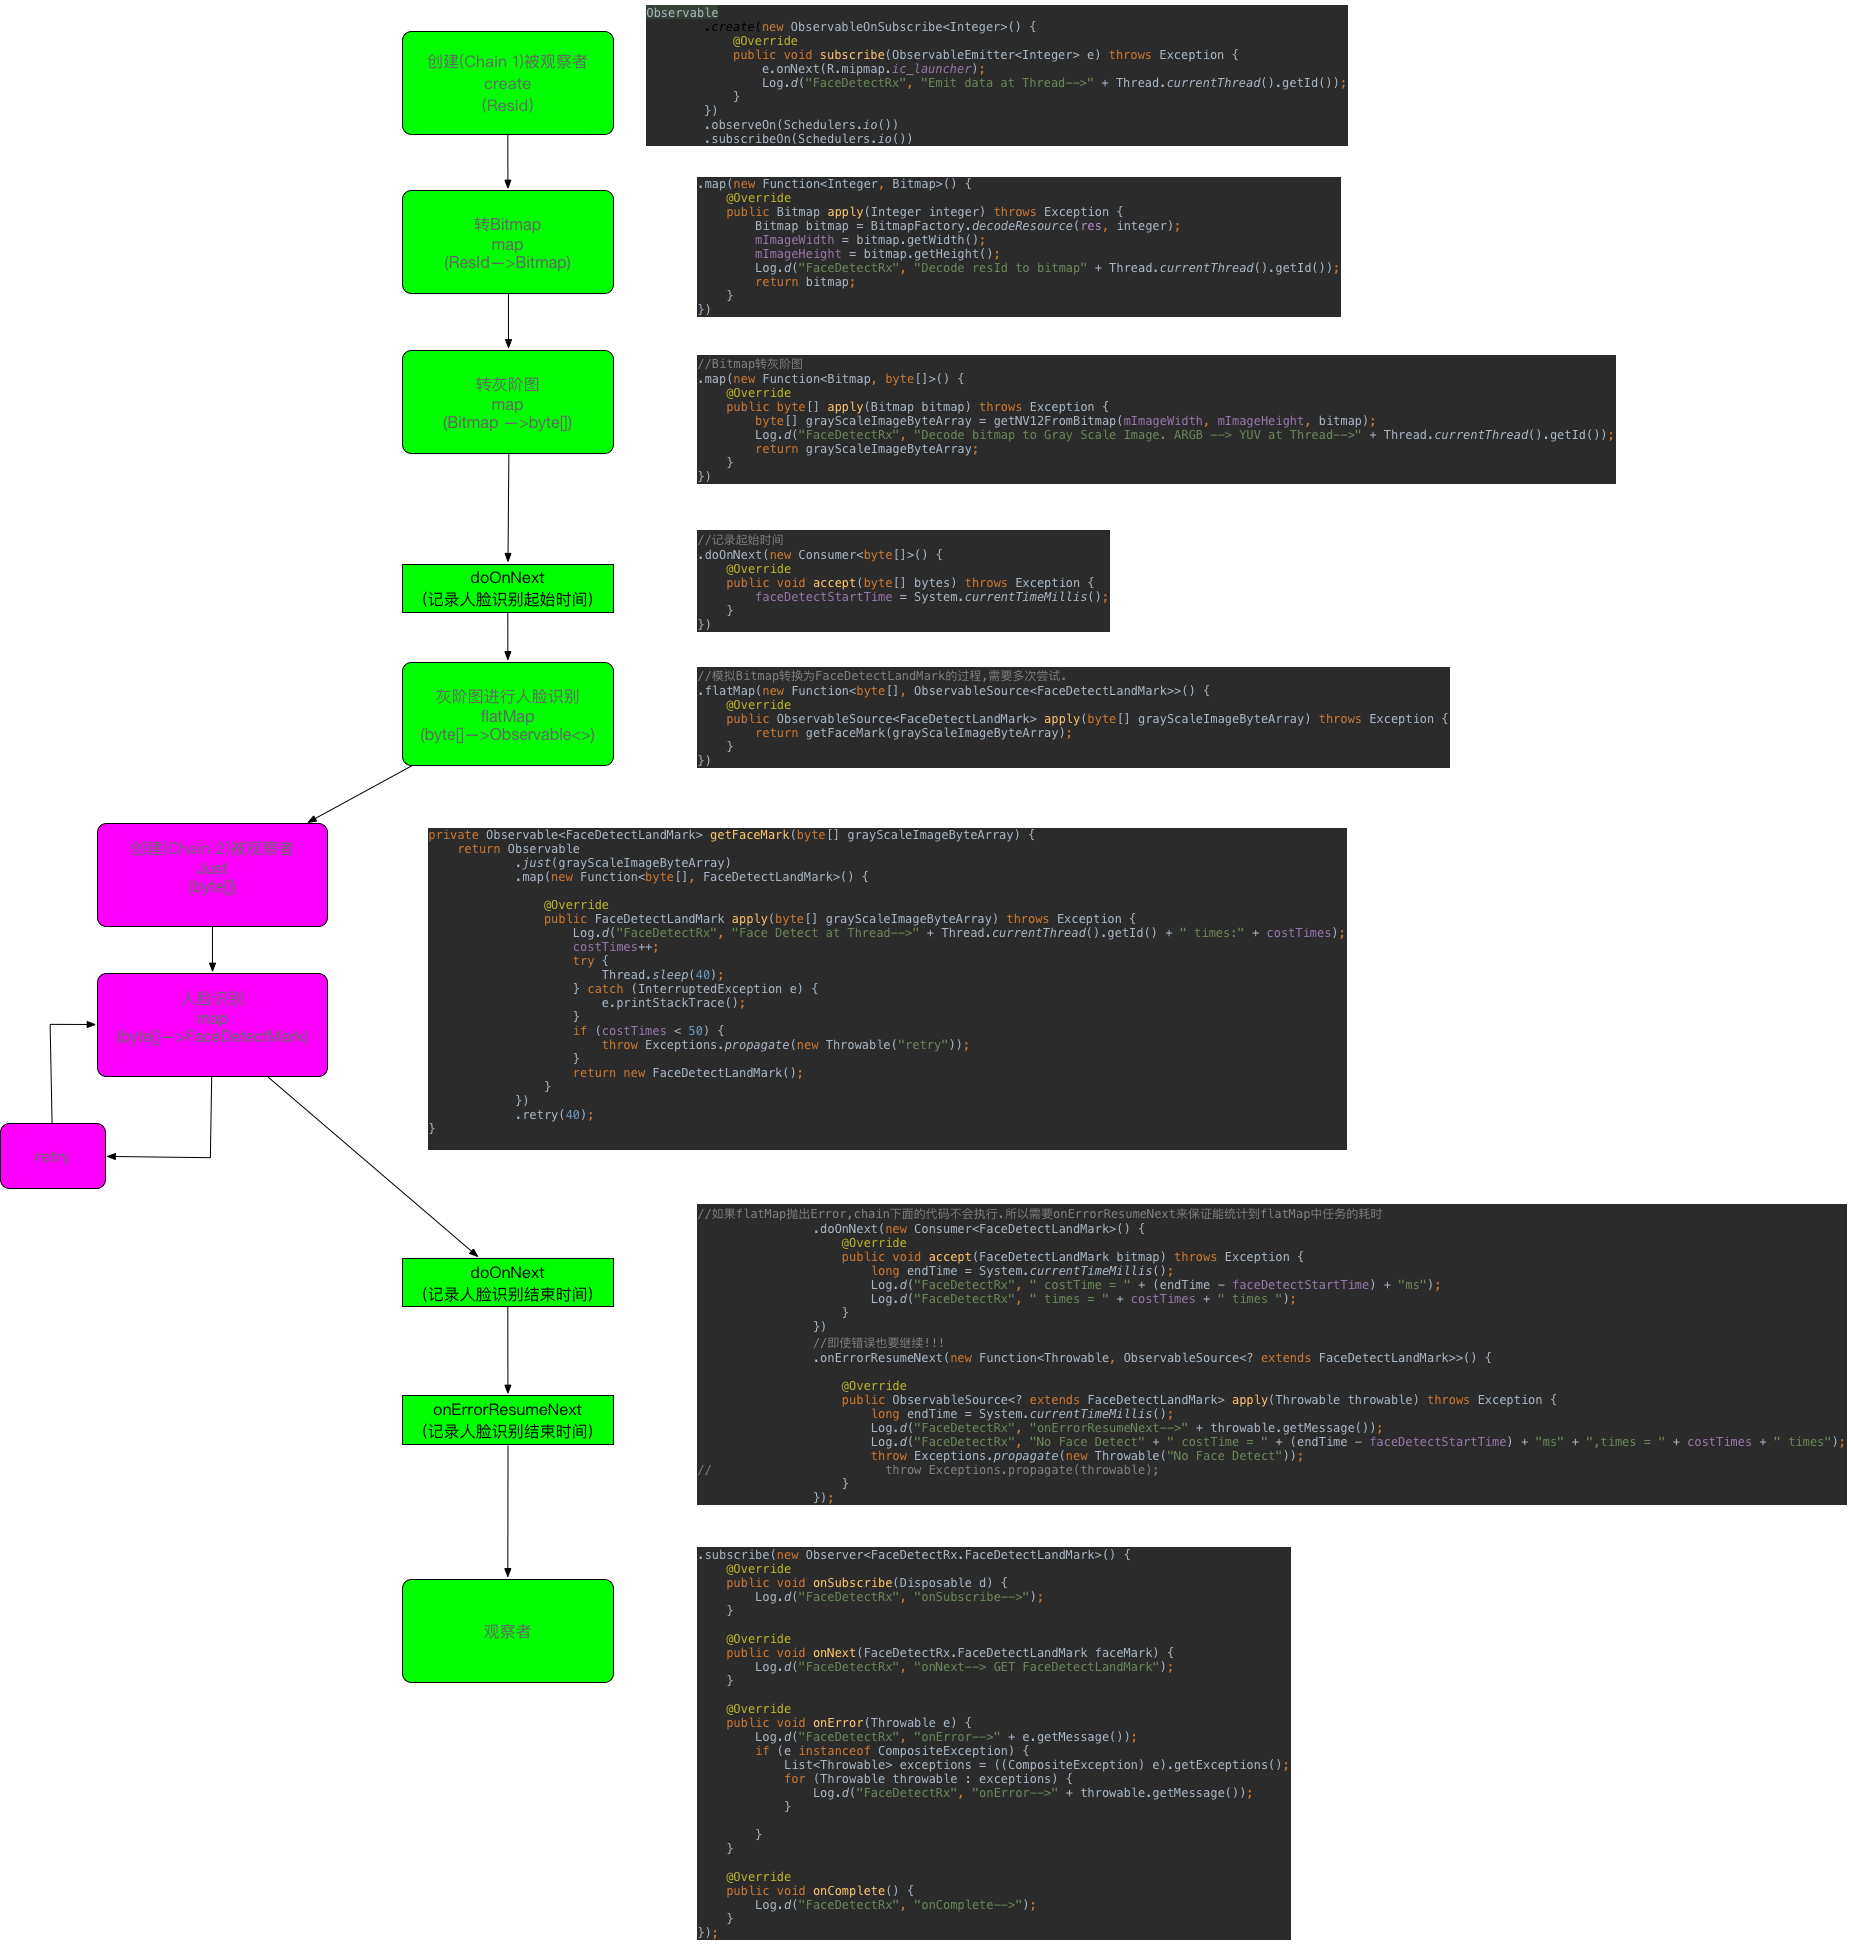 创建(Chain 1)被观察者
create
(Resid)
Observable
.create(new ObservableOnSubscribe<Integer>() {
@Override
public void subscribe(ObservableEmitter<Integer> e) throws Exception {
e.onNext(R.mipmap.ic_launcher);
Log.d("FaceDetectRx", "Emit data at Thread-->" + Thread.currentThread().getId());
}
})
.observeOn(Schedulers.io())
.subscribeOn(Schedulers.io())
转Bitmap
map
(ResId—>Bitmap)
.map(new Function<Integer, Bitmap>() {
@Override
public Bitmap apply(Integer integer) throws Exception {
Bitmap bitmap = BitmapFactory.decodeResource(res, integer);
mImageWidth = bitmap.getWidth();
mImageHeight = bitmap.getHeight();
Log.d("FaceDetectRx", "Decode resId to bitmap" + Thread.currentThread().getId());
return bitmap;
}
})
转灰阶图
map
(Bitmap —>byte[])
//Bitmap转灰阶图
.map(new Function<Bitmap, byte[]>() {
@Override
public byte[] apply(Bitmap bitmap) throws Exception {
byte[] grayScaleImageByteArray = getNV12FromBitmap(mImageWidth, mImageHeight, bitmap);
Log.d("FaceDetectRx", "Decode bitmap to Gray Scale Image. ARGB --> YUV at Thread-->" + Thread.currentThread().getId());
return grayScaleImageByteArray;
}
})
doOnNext
(记录人脸识别起始时间)
//记录起始时间
.doOnNext(new Consumer<byte[]>() {
@Override
public void accept(byte[] bytes) throws Exception {
faceDetectStartTime = System.currentTimeMillis();
}
})
灰阶图进行人脸识别
flatMap
(byte[]—>Observable<>)
//模拟Bitmap转换为FaceDetectLandMark的过程,需要多次尝试.
.flatMap(new Function<byte[], ObservableSource<FaceDetectLandMark>>() {
@Override
public ObservableSource<FaceDetectLandMark> apply(byte[] grayScaleImageByteArray) throws Exception {
return getFaceMark(grayScaleImageByteArray);
}
})
创建(Chain 2)被观察者
Just
(byte[])
人脸识别
map
(byte[]—>FaceDetectMark)
retry
private Observable<FaceDetectLandMark> getFaceMark(byte[] grayScaleImageByteArray) {
return Observable
.just(grayScaleImageByteArray)
.map(new Function<byte[], FaceDetectLandMark>() {
@Override
public FaceDetectLandMark apply(byte[] grayScaleImageByteArray) throws Exception {
Log.d("FaceDetectRx", "Face Detect at Thread-->" + Thread.currentThread().getId() + " times:" + costTimes);
costTimes++;
try {
Thread.sleep(40);
} catch (InterruptedException e) {
e.printStackTrace();
}
if (costTimes < 50) {
throw Exceptions.propagate(new Throwable("retry"));
}
return new FaceDetectLandMark();
}
})
.retry(40);
}
doOnNext
(记录人脸识别结束时间)
onErrorResumeNext
(记录人脸识别结束时间)
//如果flatMap抛出Error,chain下面的代码不会执行.所以需要onErrorResumeNext来保证能统计到flatMap中任务的耗时
.doOnNext(new Consumer<FaceDetectLandMark>() {
@Override
public void accept(FaceDetectLandMark bitmap) throws Exception {
long endTime = System.currentTimeMillis();
Log.d("FaceDetectRx", " costTime = " + (endTime - faceDetectStartTime) + "ms");
Log.d("FaceDetectRx", " times = " + costTimes + " times ");
}
})
//即使错误也要继续!!!
.onErrorResumeNext(new Function<Throwable, ObservableSource<? extends FaceDetectLandMark>>() {
@Override
public ObservableSource<? extends FaceDetectLandMark> apply(Throwable throwable) throws Exception {
long endTime = System.currentTimeMillis();
Log.d("FaceDetectRx", "onErrorResumeNext-->" + throwable.getMessage());
Log.d("FaceDetectRx", "No Face Detect" + " costTime = " + (endTime - faceDetectStartTime) + "ms" + ",times = " + costTimes + " times");
throw Exceptions.propagate(new Throwable("No Face Detect"));
// throw Exceptions.propagate(throwable);
}
});
观察者
.subscribe(new Observer<FaceDetectRx.FaceDetectLandMark>() {
@Override
public void onSubscribe(Disposable d) {
Log.d("FaceDetectRx", "onSubscribe-->");
}
@Override
public void onNext(FaceDetectRx.FaceDetectLandMark faceMark) {
Log.d("FaceDetectRx", "onNext--> GET FaceDetectLandMark");
}
@Override
public void onError(Throwable e) {
Log.d("FaceDetectRx", "onError-->" + e.getMessage());
if (e instanceof CompositeException) {
List<Throwable> exceptions = ((CompositeException) e).getExceptions();
for (Throwable throwable : exceptions) {
Log.d("FaceDetectRx", "onError-->" + throwable.getMessage());
}
}
}
@Override
public void onComplete() {
Log.d("FaceDetectRx", "onComplete-->");
}
});